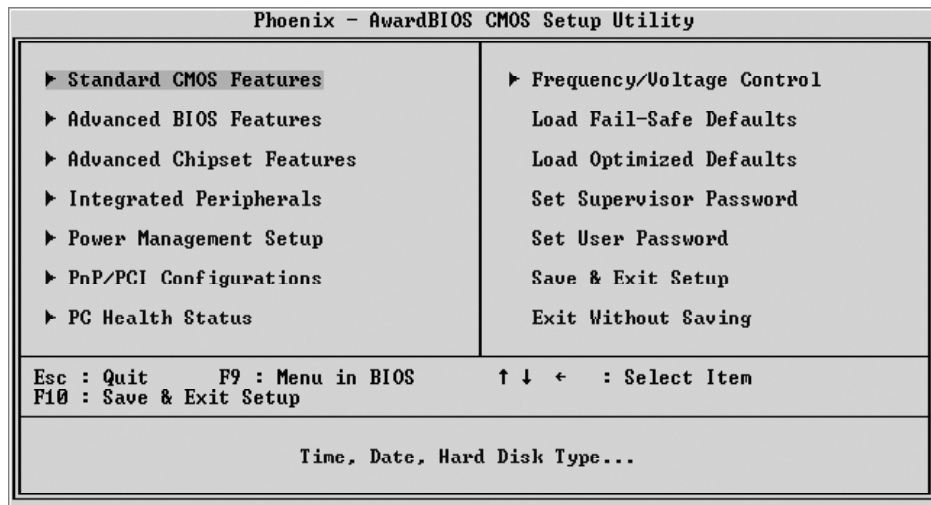 Phoenix - AwardBIOS CMOS Setup Utility
▶ Standard CMOS Features
▶ Advanced BIOS Features
▶ Advanced Chipset Features
▶ Integrated Peripherals
▶ Power Management Setup
▶ PnP/PCI Configurations
▶ PC Health Status
▶ Frequency/Voltage Control
Load Fail-Safe Defaults
Load Optimized Defaults
Set Supervisor Password
Set User Password
Save & Exit Setup
Exit Without Saving
Esc : Quit F9 : Menu in BIOS ↑ ↓ ← : Select Item
F10 : Save & Exit Setup
Time, Date, Hard Disk Type...